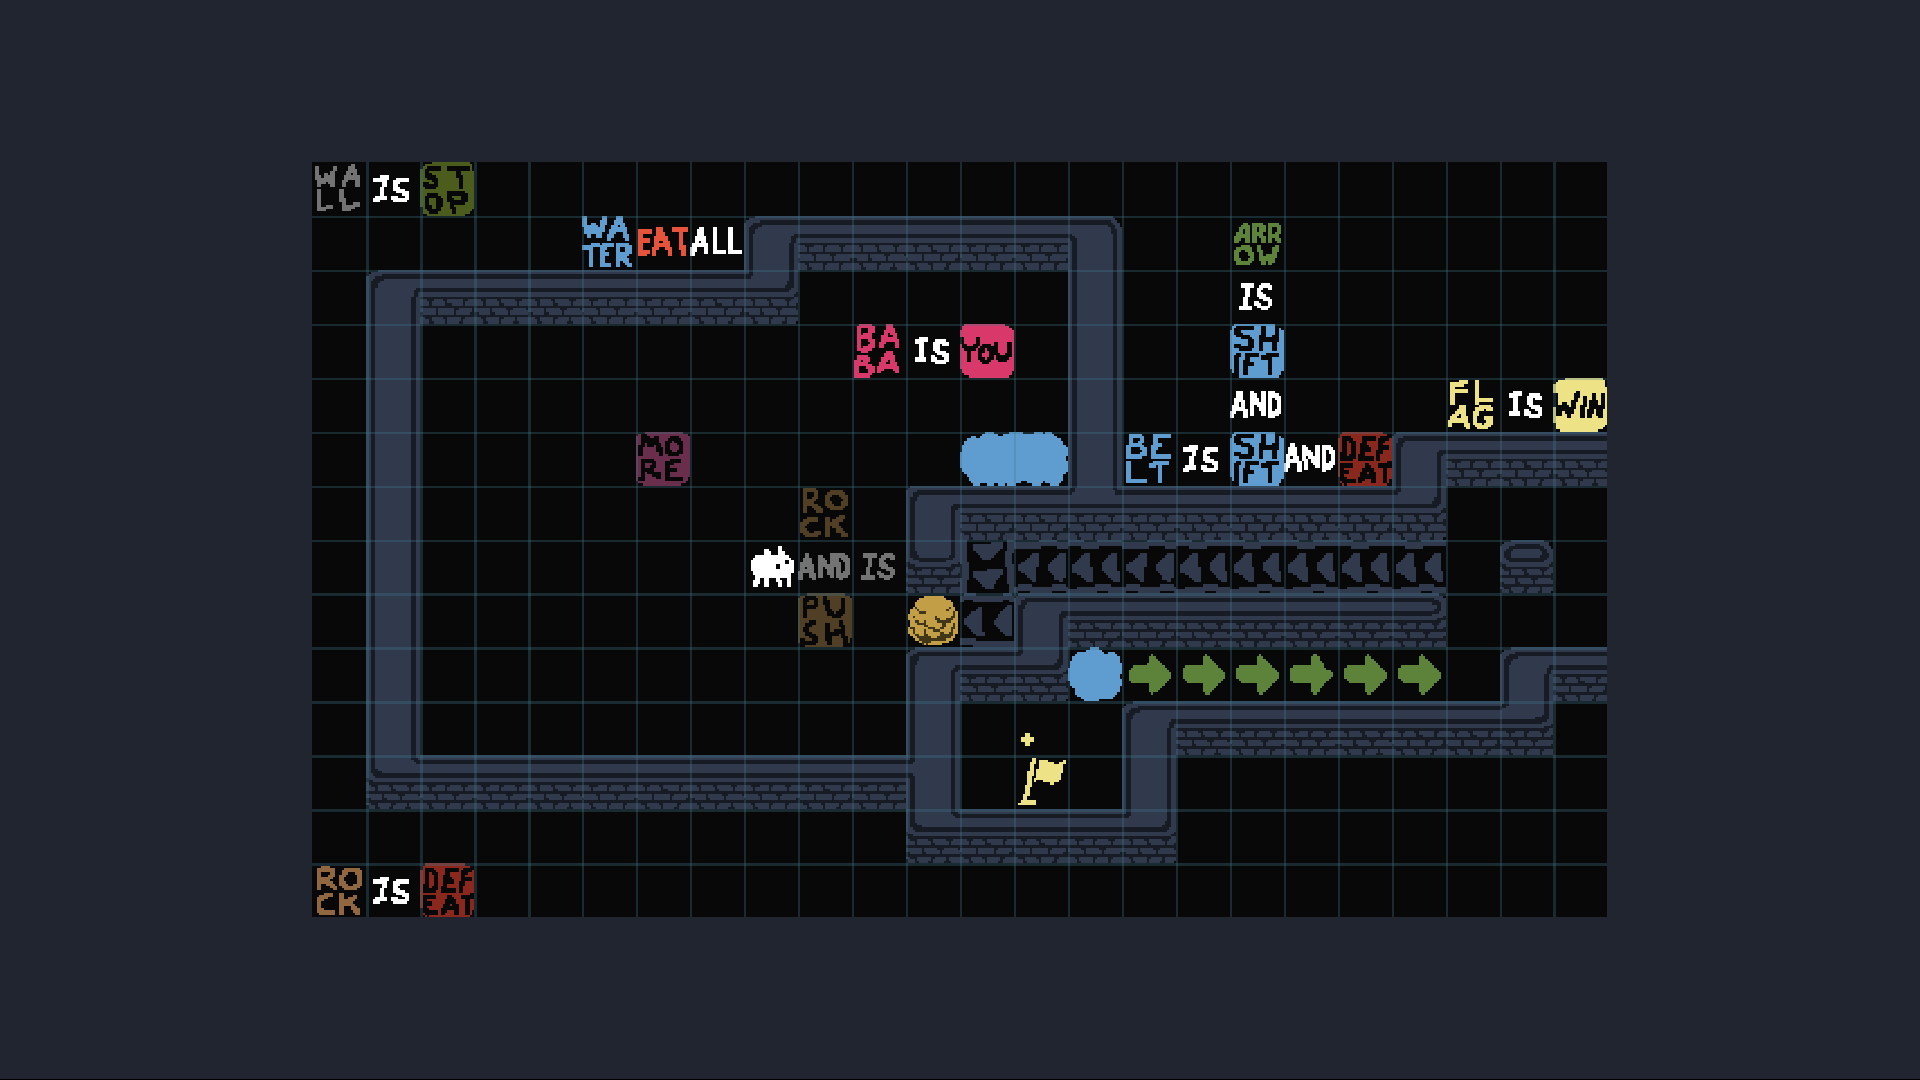 WALL IS STOP
WATER EAT ALL
ARROW
IS
BABA IS YOU
SHIFT
AND
FLAG IS WIN
MORE
BELT IS SHIFT AND DEFEAT
ROCK
AND IS
PUSH
ROCK IS DEFEAT